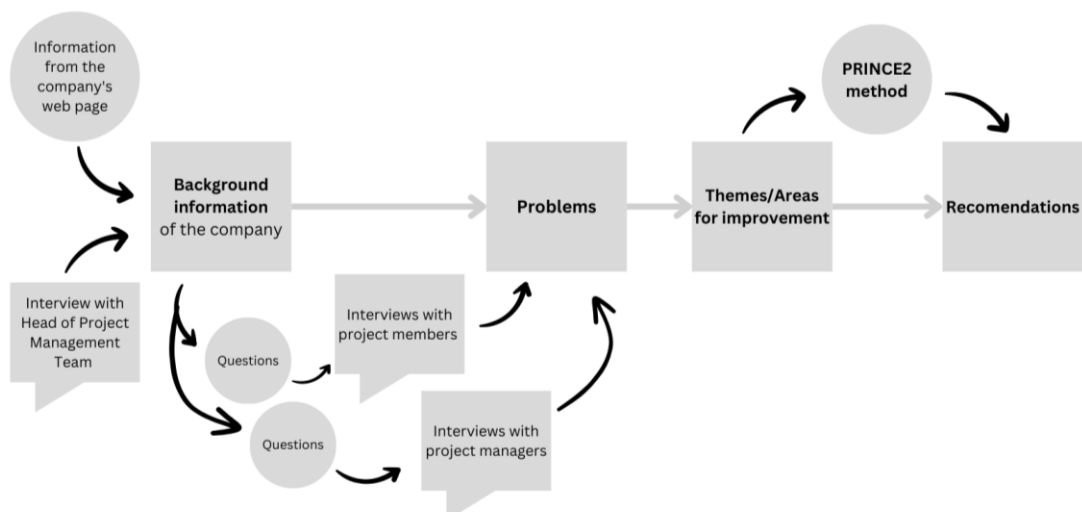 Information
from the
company's
web page
PRINCE2
method
Background
information
of the company
Problems
Themes/Areas
for improvement
Recomendations
Interview with
Head of Project
Management
Team
Questions
Interviews with
project members
Questions
Interviews with
project managers